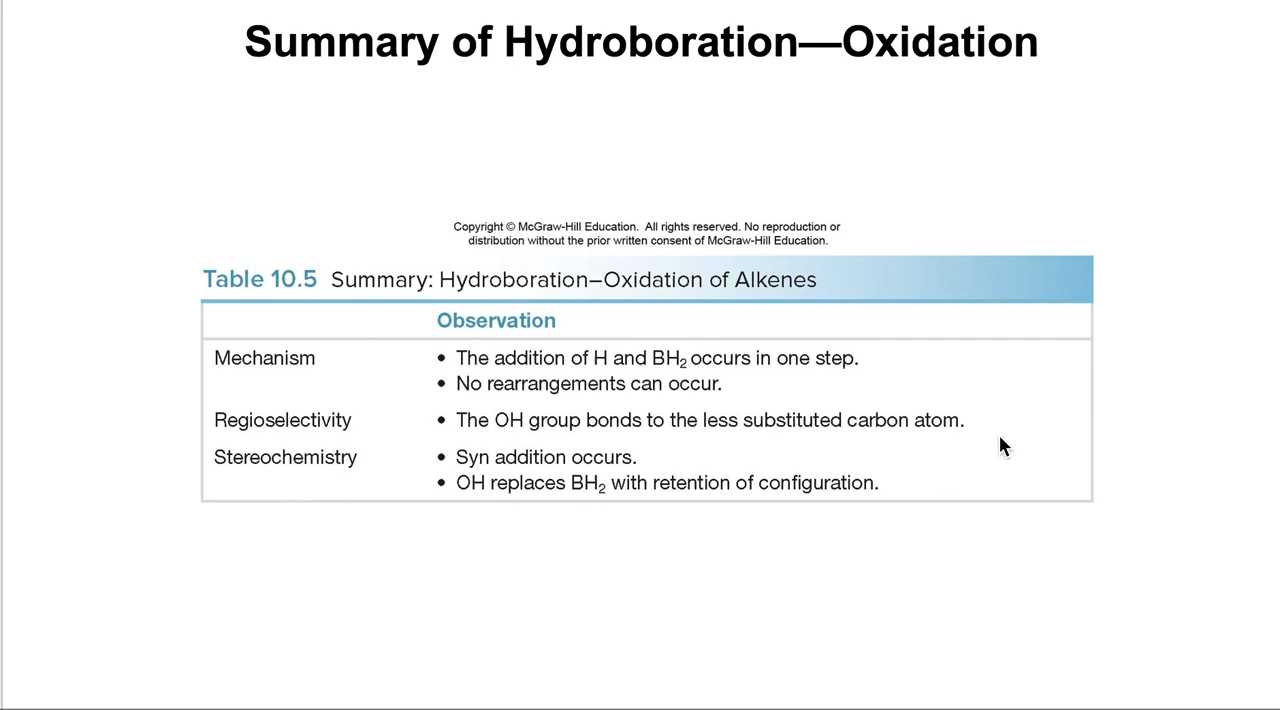 Summary of Hydroboration—Oxidation
Copyright © McGraw-Hill Education. All rights reserved. No reproduction or
distribution without the prior written consent of McGraw-Hill Education.
Table 10.5 Summary: Hydroboration–Oxidation of Alkenes
Observation
Mechanism • The addition of H and BH₂ occurs in one step.
• No rearrangements can occur.
Regioselectivity • The OH group bonds to the less substituted carbon atom.
Stereochemistry • Syn addition occurs.
• OH replaces BH₂ with retention of configuration.